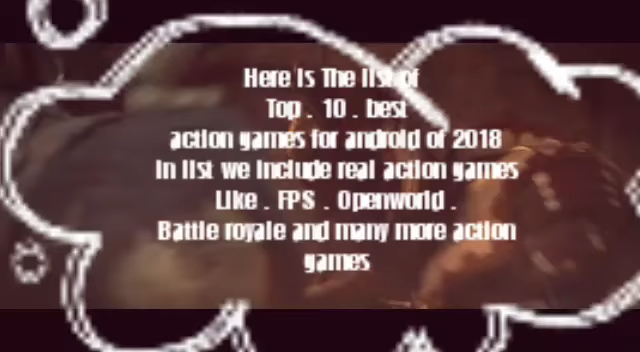 Here Is The list of
Top . 10 . best
action games for android of 2018
In list we include real action games
Like . FPS . Openworld .
Battle royale and many more action
games